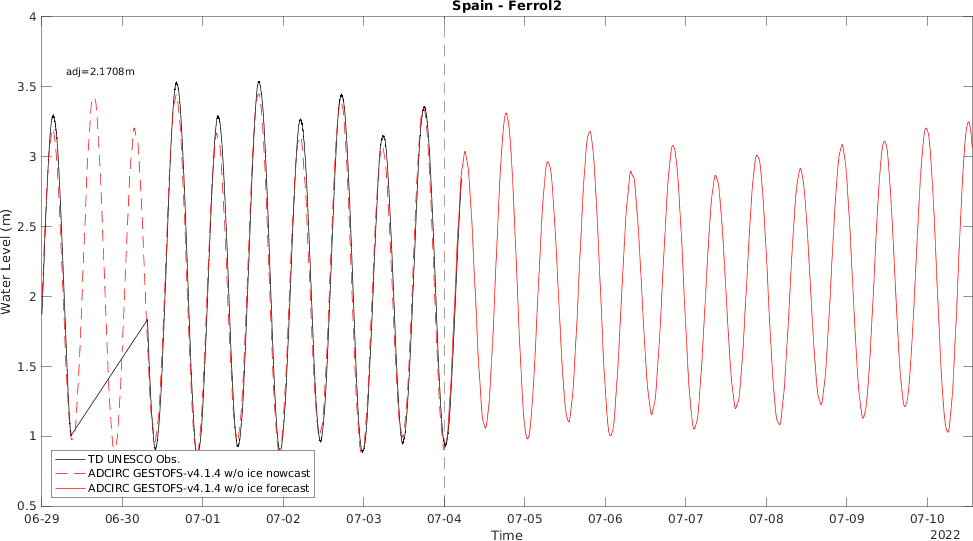 Spain - Ferrol2
adj=2.1708m
4
3.5
3
2.5
2
1.5
1
0.5
Water Level (m)
TD UNESCO Obs.
ADCIRC GESTOFS-v4.1.4 w/o ice nowcast
ADCIRC GESTOFS-v4.1.4 w/o ice forecast
06-29 06-30 07-01 07-02 07-03 07-04 07-05 07-06 07-07 07-08 07-09 07-10
Time
2022